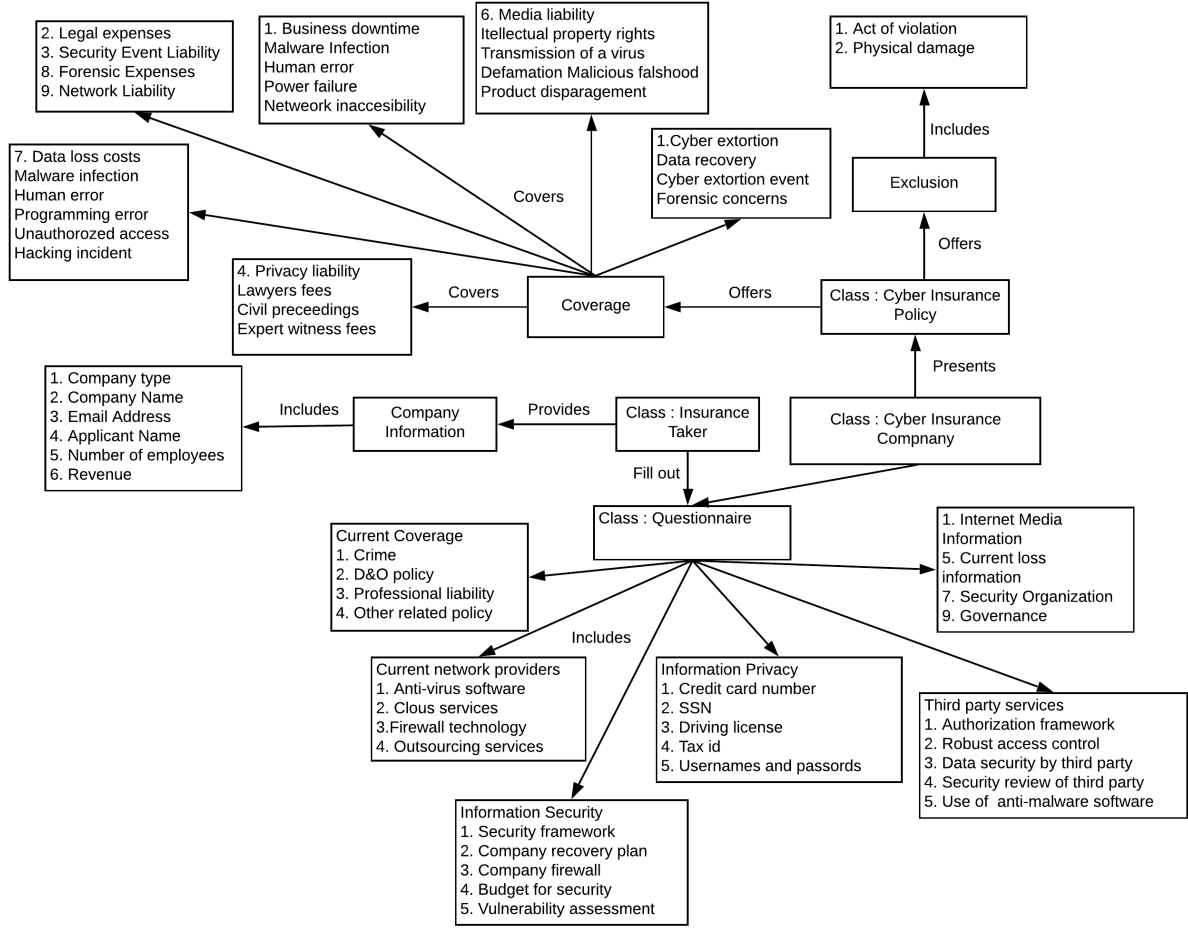 2. Legal expenses
3. Security Event Liability
8. Forensic Expenses
9. Network Liability
1. Business downtime
Malware Infection
Human error
Power failure
Netweork inaccesibility
6. Media liability
Itellectual property rights
Transmission of a virus
Defamation Malicious falshood
Product disparagement
1. Act of violation
2. Physical damage
Includes
1.Cyber extortion
Data recovery
Cyber extortion event
Forensic concerns
7. Data loss costs
Malware infection
Human error
Programming error
Unauthorozed access
Hacking incident
Covers
Exclusion
Offers
4. Privacy liability
Lawyers fees
Civil preceedings
Expert witness fees
Covers
Coverage
Offers
Class : Cyber Insurance
Policy
Presents
1. Company type
2. Company Name
3. Email Address
4. Applicant Name
5. Number of employees
6. Revenue
Includes
Company
Information
Provides
Class : Insurance
Taker
Class : Cyber Insurance
Compnany
Fill out
Class : Questionnaire
Current Coverage
1. Crime
2. D&O policy
3. Professional liability
4. Other related policy
1. Internet Media
Information
5. Current loss
information
7. Security Organization
9. Governance
Includes
Current network providers
1. Anti-virus software
2. Clous services
3.Firewall technology
4. Outsourcing services
Information Privacy
1. Credit card number
2. SSN
3. Driving license
4. Tax id
5. Usernames and passords
Third party services
1. Authorization framework
2. Robust access control
3. Data security by third party
4. Security review of third party
5. Use of  anti-malware software
Information Security
1. Security framework
2. Company recovery plan
3. Company firewall
4. Budget for security
5. Vulnerability assessment